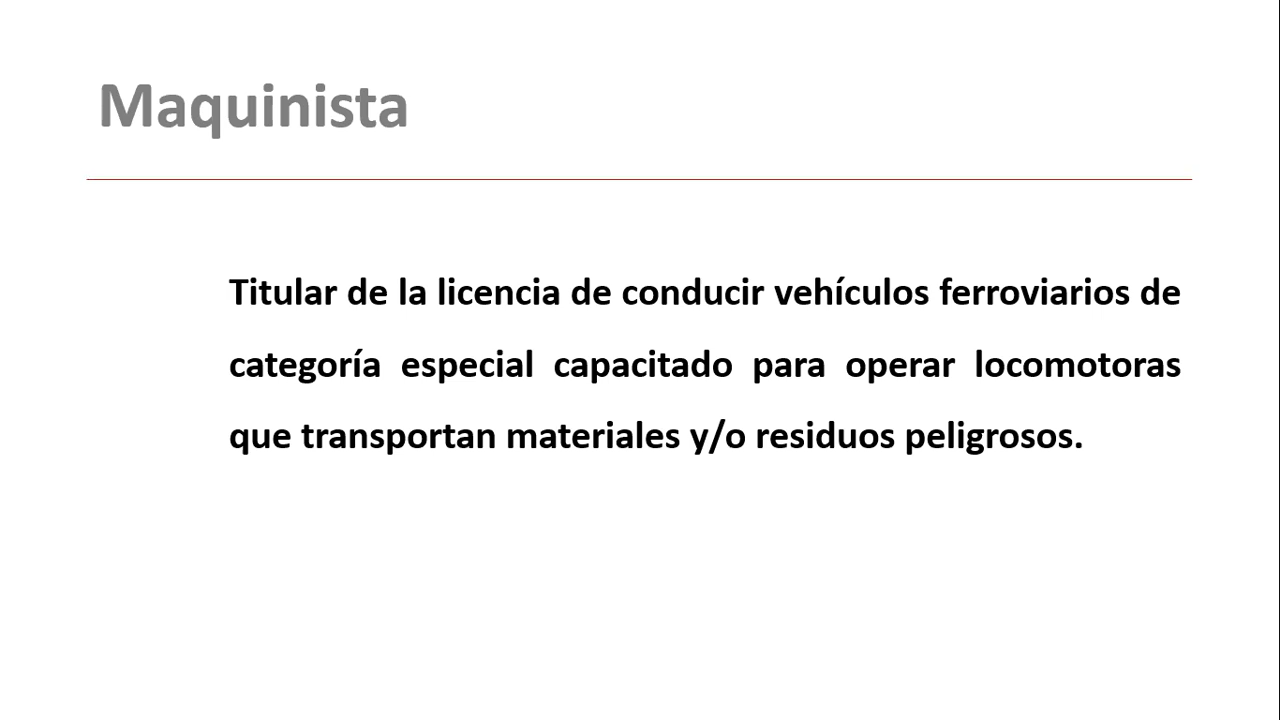 Maquinista
Titular de la licencia de conducir vehículos ferroviarios de
categoría especial capacitado para operar locomotoras
que transportan materiales y/o residuos peligrosos.